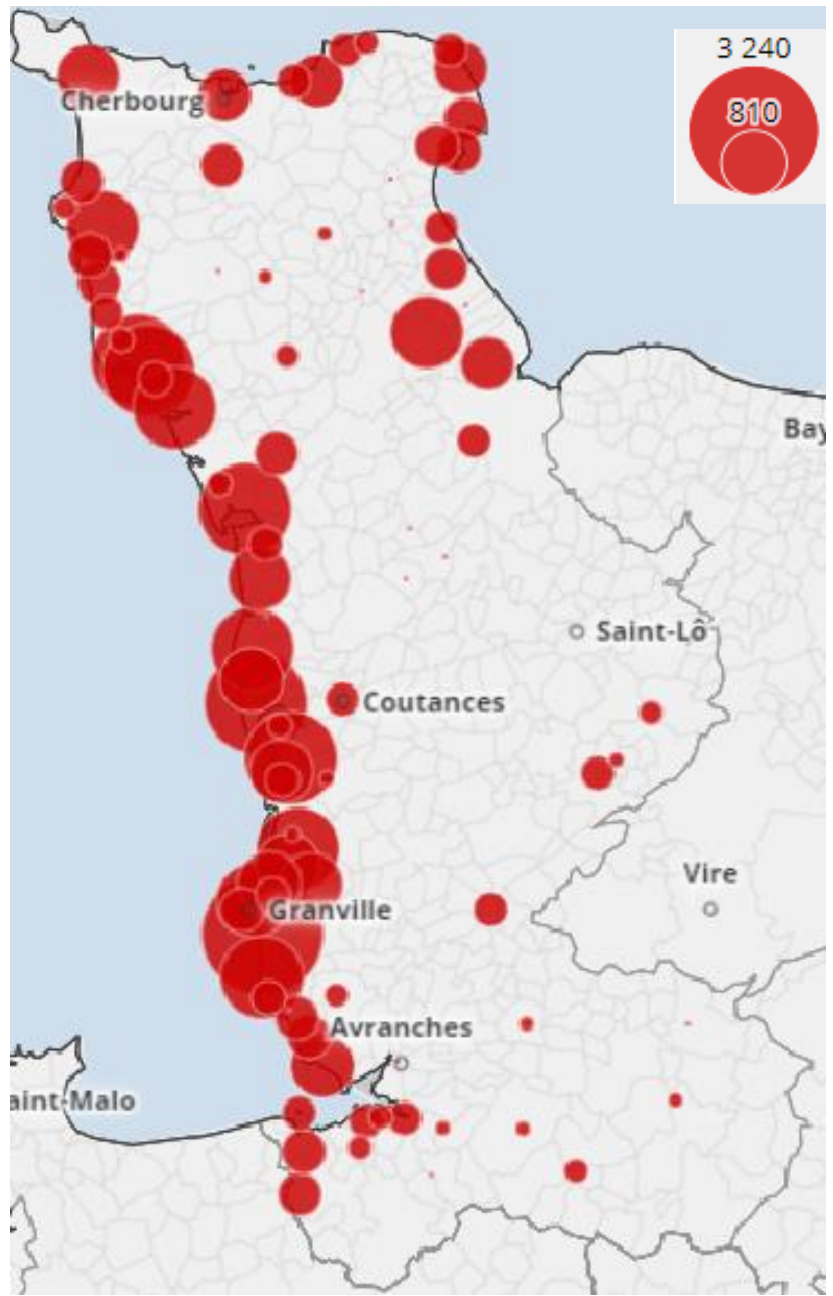 3 240
810
Cherbourg
Bay
Saint-Lô
Coutances
Vire
Granville
Avranches
aint-Malo